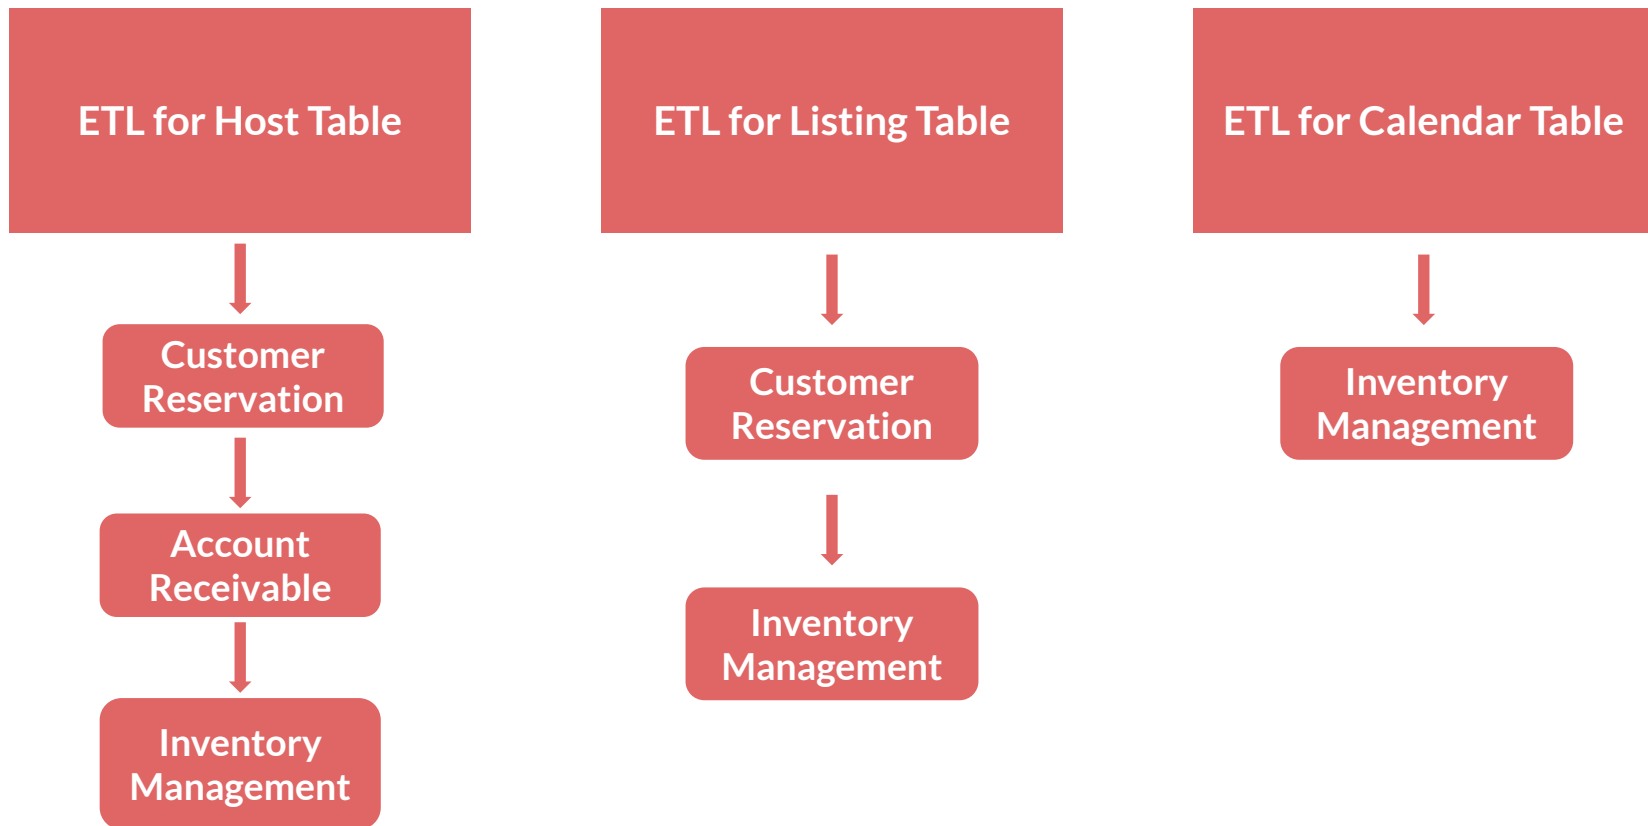 ETL for Host Table
Customer
Reservation
Account
Receivable
Inventory
Management
ETL for Listing Table
Customer
Reservation
Inventory
Management
ETL for Calendar Table
Inventory
Management